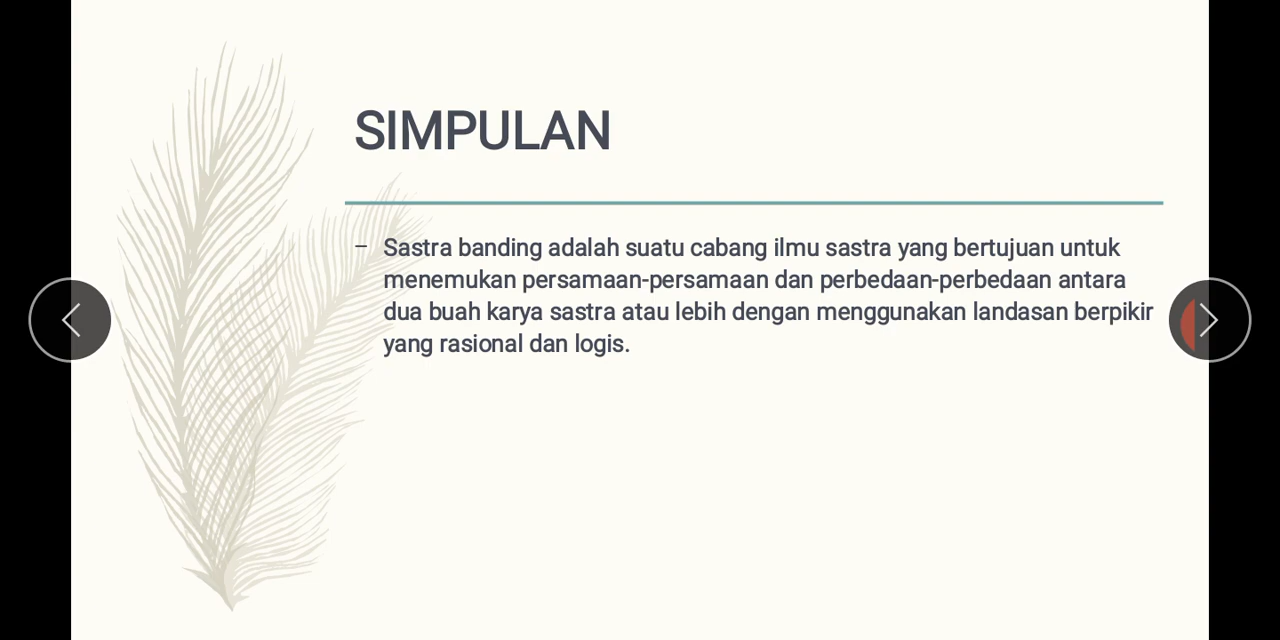 SIMPULAN
– Sastra banding adalah suatu cabang ilmu sastra yang bertujuan untuk
menemukan persamaan-persamaan dan perbedaan-perbedaan antara
dua buah karya sastra atau lebih dengan menggunakan landasan berpikir
yang rasional dan logis.